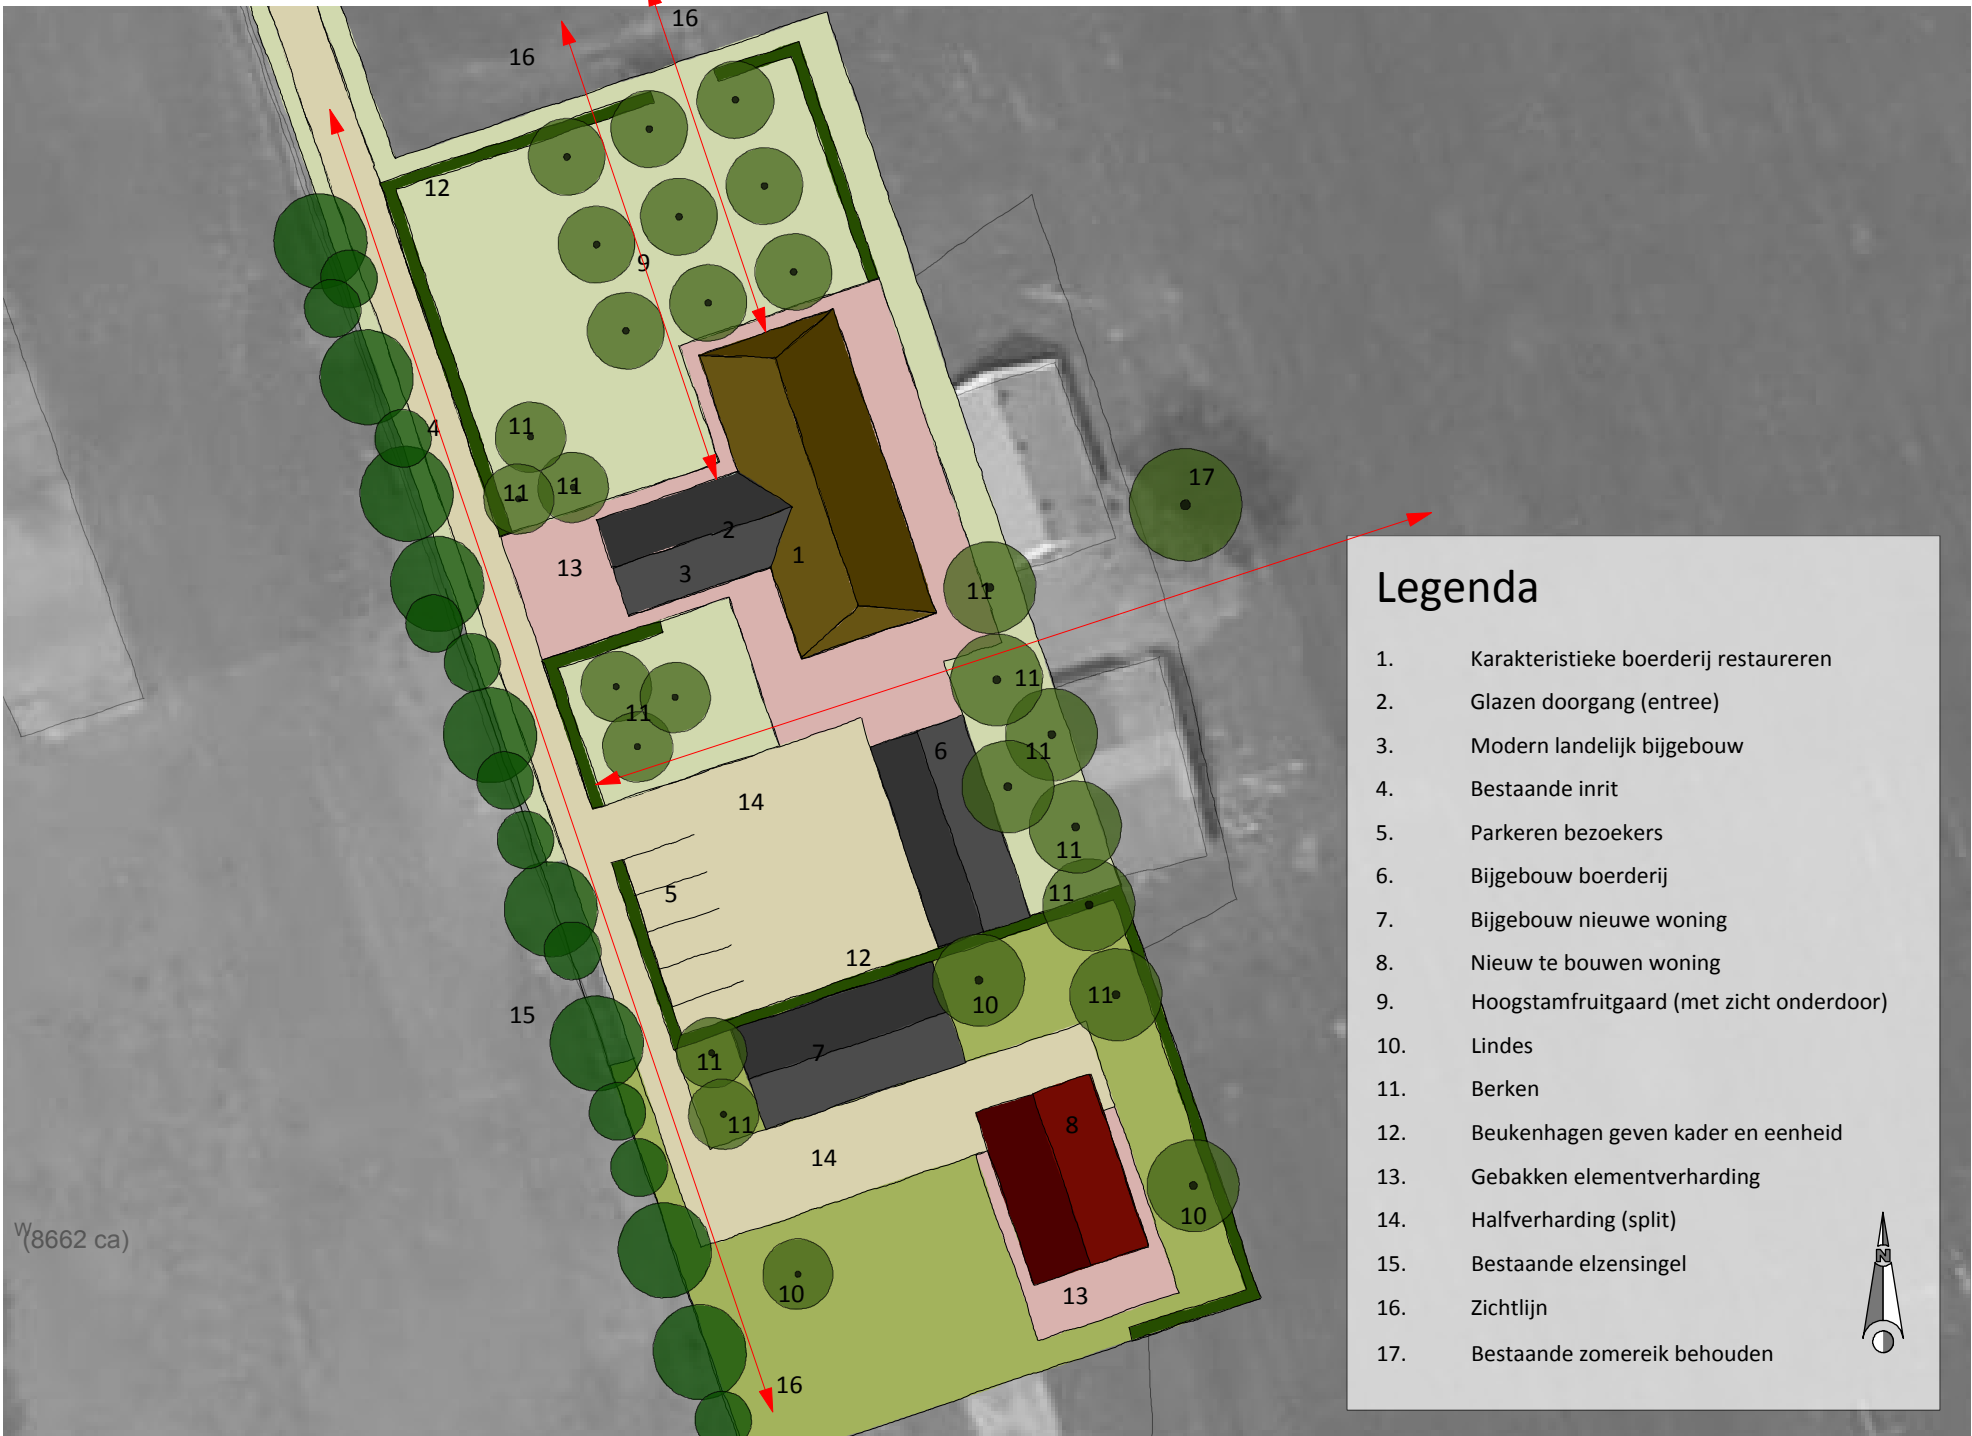 16
16
12
9
4
11
11
11
17
2
13
3
1
11
11
11
11
6
14
11
5
11
12
10
11
15
7
11
11
8
14
10
13
10
16
W(8662 ca)
Legenda
1. Karakteristieke boerderij restaureren
2. Glazen doorgang (entree)
3. Modern landelijk bijgebouw
4. Bestaande inrit
5. Parkeren bezoekers
6. Bijgebouw boerderij
7. Bijgebouw nieuwe woning
8. Nieuw te bouwen woning
9. Hoogstamfruitgaard (met zicht onderdoor)
10. Lindes
11. Berken
12. Beukenhagen geven kader en eenheid
13. Gebakken elementverharding
14. Halfverharding (split)
15. Bestaande elzensingel
16. Zichtlijn
17. Bestaande zomereik behouden
N